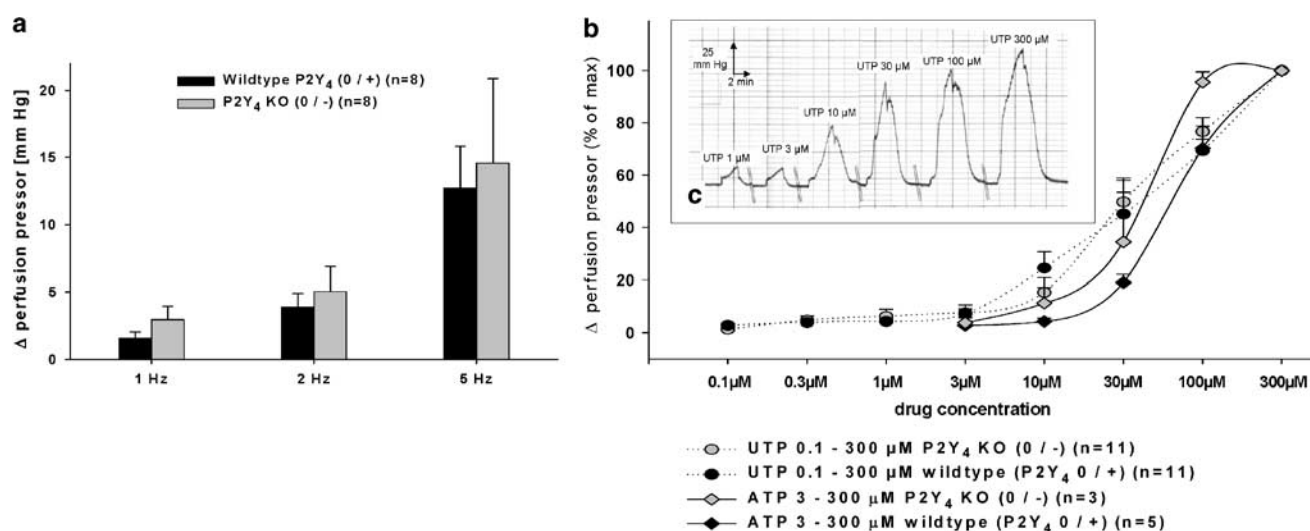 a
Δ perfusion pressor [mm Hg]
20
15
10
5
0
Wildtype P2Y4 (0 / +) (n=8)
P2Y4 KO (0 / -) (n=8)
1 Hz
2 Hz
5 Hz
b
Δ perfusion pressor (% of max)
100
80
60
40
20
0
25
mm Hg
2 min
UTP 1 µM
UTP 3 µM
UTP 10 µM
UTP 30 µM
UTP 100 µM
UTP 300 µM
c
0.1µM
0.3µM
1µM
3µM
10µM
30µM
100µM
300µM
drug concentration
UTP 0.1 - 300 µM P2Y4 KO (0 / -) (n=11)
UTP 0.1 - 300 µM wildtype (P2Y4 0 / +) (n=11)
ATP 3 - 300 µM P2Y4 KO (0 / -) (n=3)
ATP 3 - 300 µM wildtype (P2Y4 0 / +) (n=5)